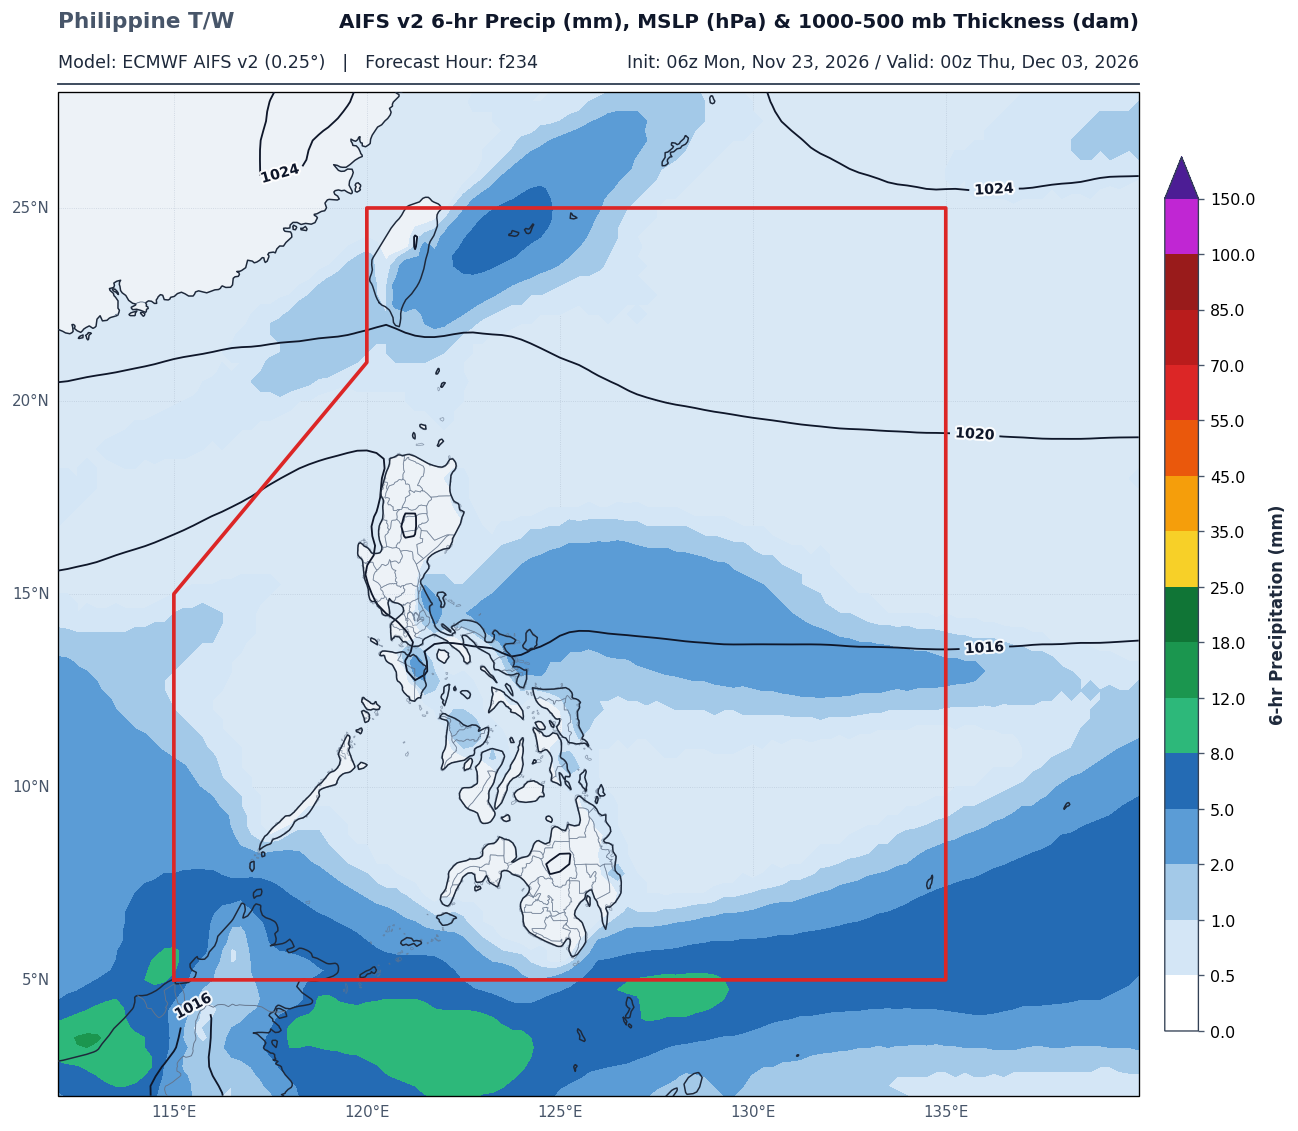 Philippine T/W
AIFS v2 6-hr Precip (mm), MSLP (hPa) & 1000-500 mb Thickness (dam)
Model: ECMWF AIFS v2 (0.25°)   |   Forecast Hour: f234
Init: 06z Mon, Nov 23, 2026 / Valid: 00z Thu, Dec 03, 2026
1024
1024
25°N
20°N
1020
15°N
1016
10°N
5°N
1016
115°E
120°E
125°E
130°E
135°E
150.0
100.0
85.0
70.0
55.0
45.0
35.0
25.0
18.0
12.0
8.0
5.0
2.0
1.0
0.5
0.0
6-hr Precipitation (mm)